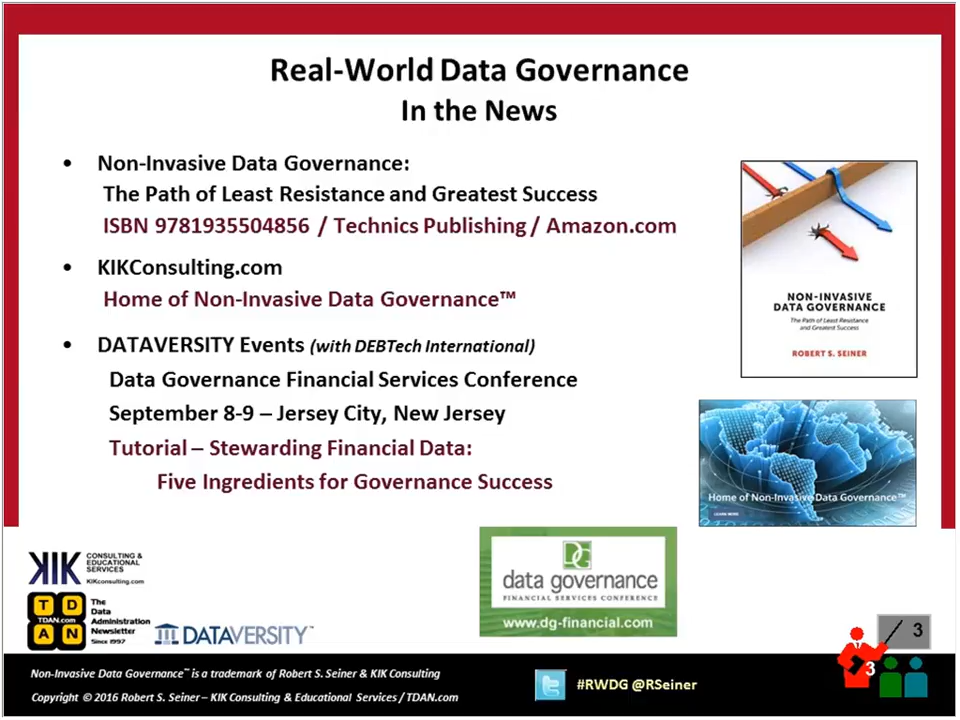 Real-World Data Governance
In the News
• Non-Invasive Data Governance:
The Path of Least Resistance and Greatest Success
ISBN 9781935504856 / Technics Publishing / Amazon.com
• KIKConsulting.com
Home of Non-Invasive Data Governance™
• DATAVERSITY Events (with DEBTech International)
Data Governance Financial Services Conference
September 8-9 – Jersey City, New Jersey
Tutorial – Stewarding Financial Data:
Five Ingredients for Governance Success
NON-INVASIVE
DATA GOVERNANCE
The Path of Least Resistance
and Greatest Success
ROBERT S. SEINER
Home of Non-Invasive Data Governance™
LEARN MORE
DG
data governance
FINANCIAL SERVICES CONFERENCE
www.dg-financial.com
KIK
CONSULTING &
EDUCATIONAL
SERVICES
KIKconsulting.com
T D
TDAN.com
A N
The
Data
Administration
Newsletter
Since 1997
DATAVERSITY™
3
3
Non-Invasive Data Governance™ is a trademark of Robert S. Seiner & KIK Consulting
Copyright © 2016 Robert S. Seiner – KIK Consulting & Educational Services / TDAN.com
#RWDG @RSeiner